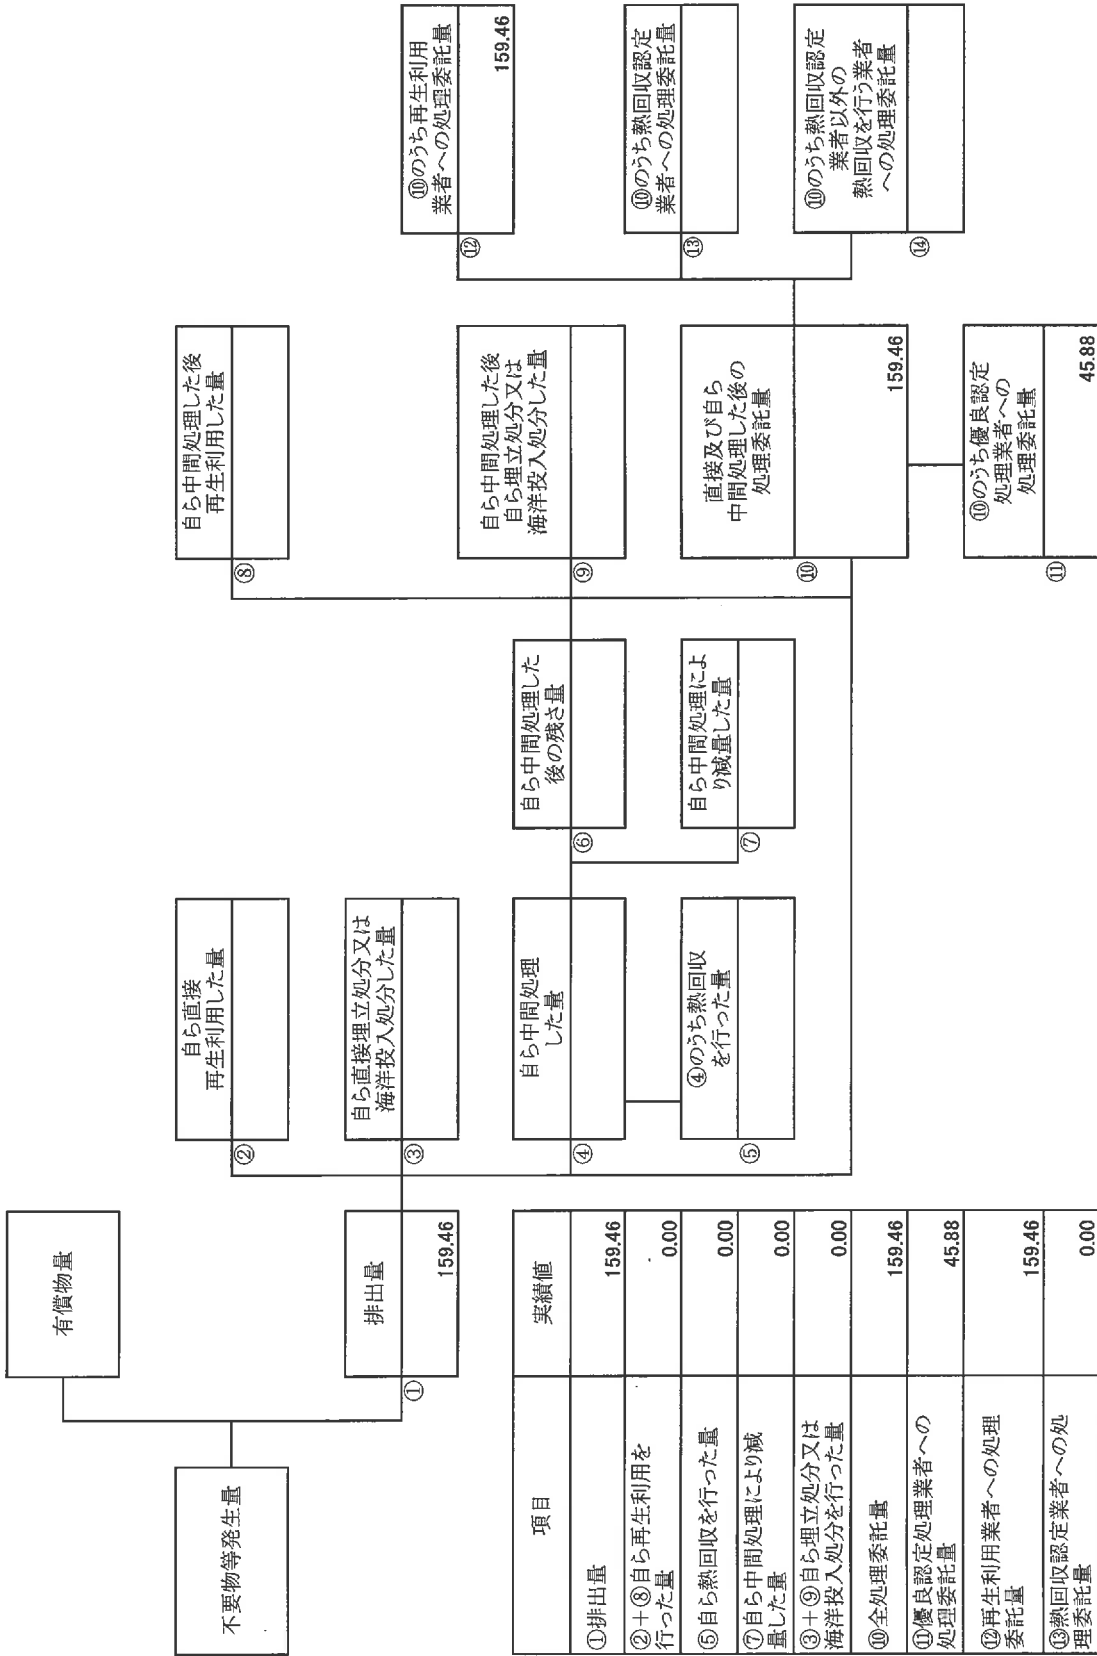 不要物等発生量
有償物量
排出量
①
159.46
自ら直接
再生利用した量
②
自ら直接埋立処分又は
海洋投入処分した量
③
自ら中間処理
した量
④
④のうち熱回収
を行った量
⑤
自ら中間処理した
後の残さ量
⑥
自ら中間処理によ
り減量した量
⑦
自ら中間処理した後
再生利用した量
⑧
自ら中間処理した後
自ら埋立処分又は
海洋投入処分した量
⑨
直接及び自ら
中間処理した後の
処理委託量
⑩
159.46
⑩のうち優良認定
処理業者への
処理委託量
⑪
45.88
⑩のうち再生利用
業者への処理委託量
⑫
159.46
⑩のうち熱回収認定
業者への処理委託量
⑬
⑩のうち熱回収認定
業者以外の
熱回収を行う業者
への処理委託量
⑭
項目 実績値
①排出量 159.46
②+⑧自ら再生利用を
行った量 0.00
⑤自ら熱回収を行った量 0.00
⑦自ら中間処理により減
量した量 0.00
③+⑨自ら埋立処分又は
海洋投入処分を行った量 0.00
⑩全処理委託量 159.46
⑪優良認定処理業者への
処理委託量 45.88
⑫再生利用業者への処理
委託量 159.46
⑬熱回収認定業者への処
理委託量 0.00